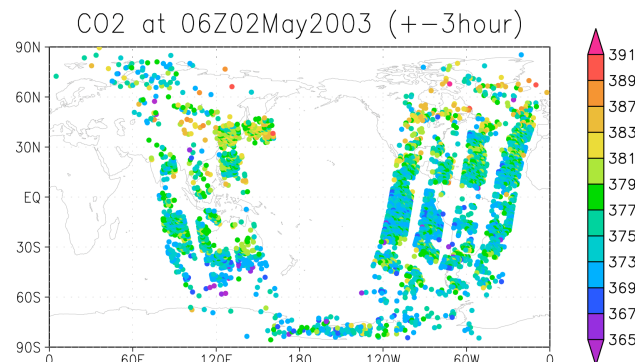 CO2 at 06Z02May2003 (+−3hour)
90N
60N
30N
EQ
30S
60S
90S
0
60E
120E
180
120W
60W
0
391
389
387
383
381
379
377
375
373
369
367
365